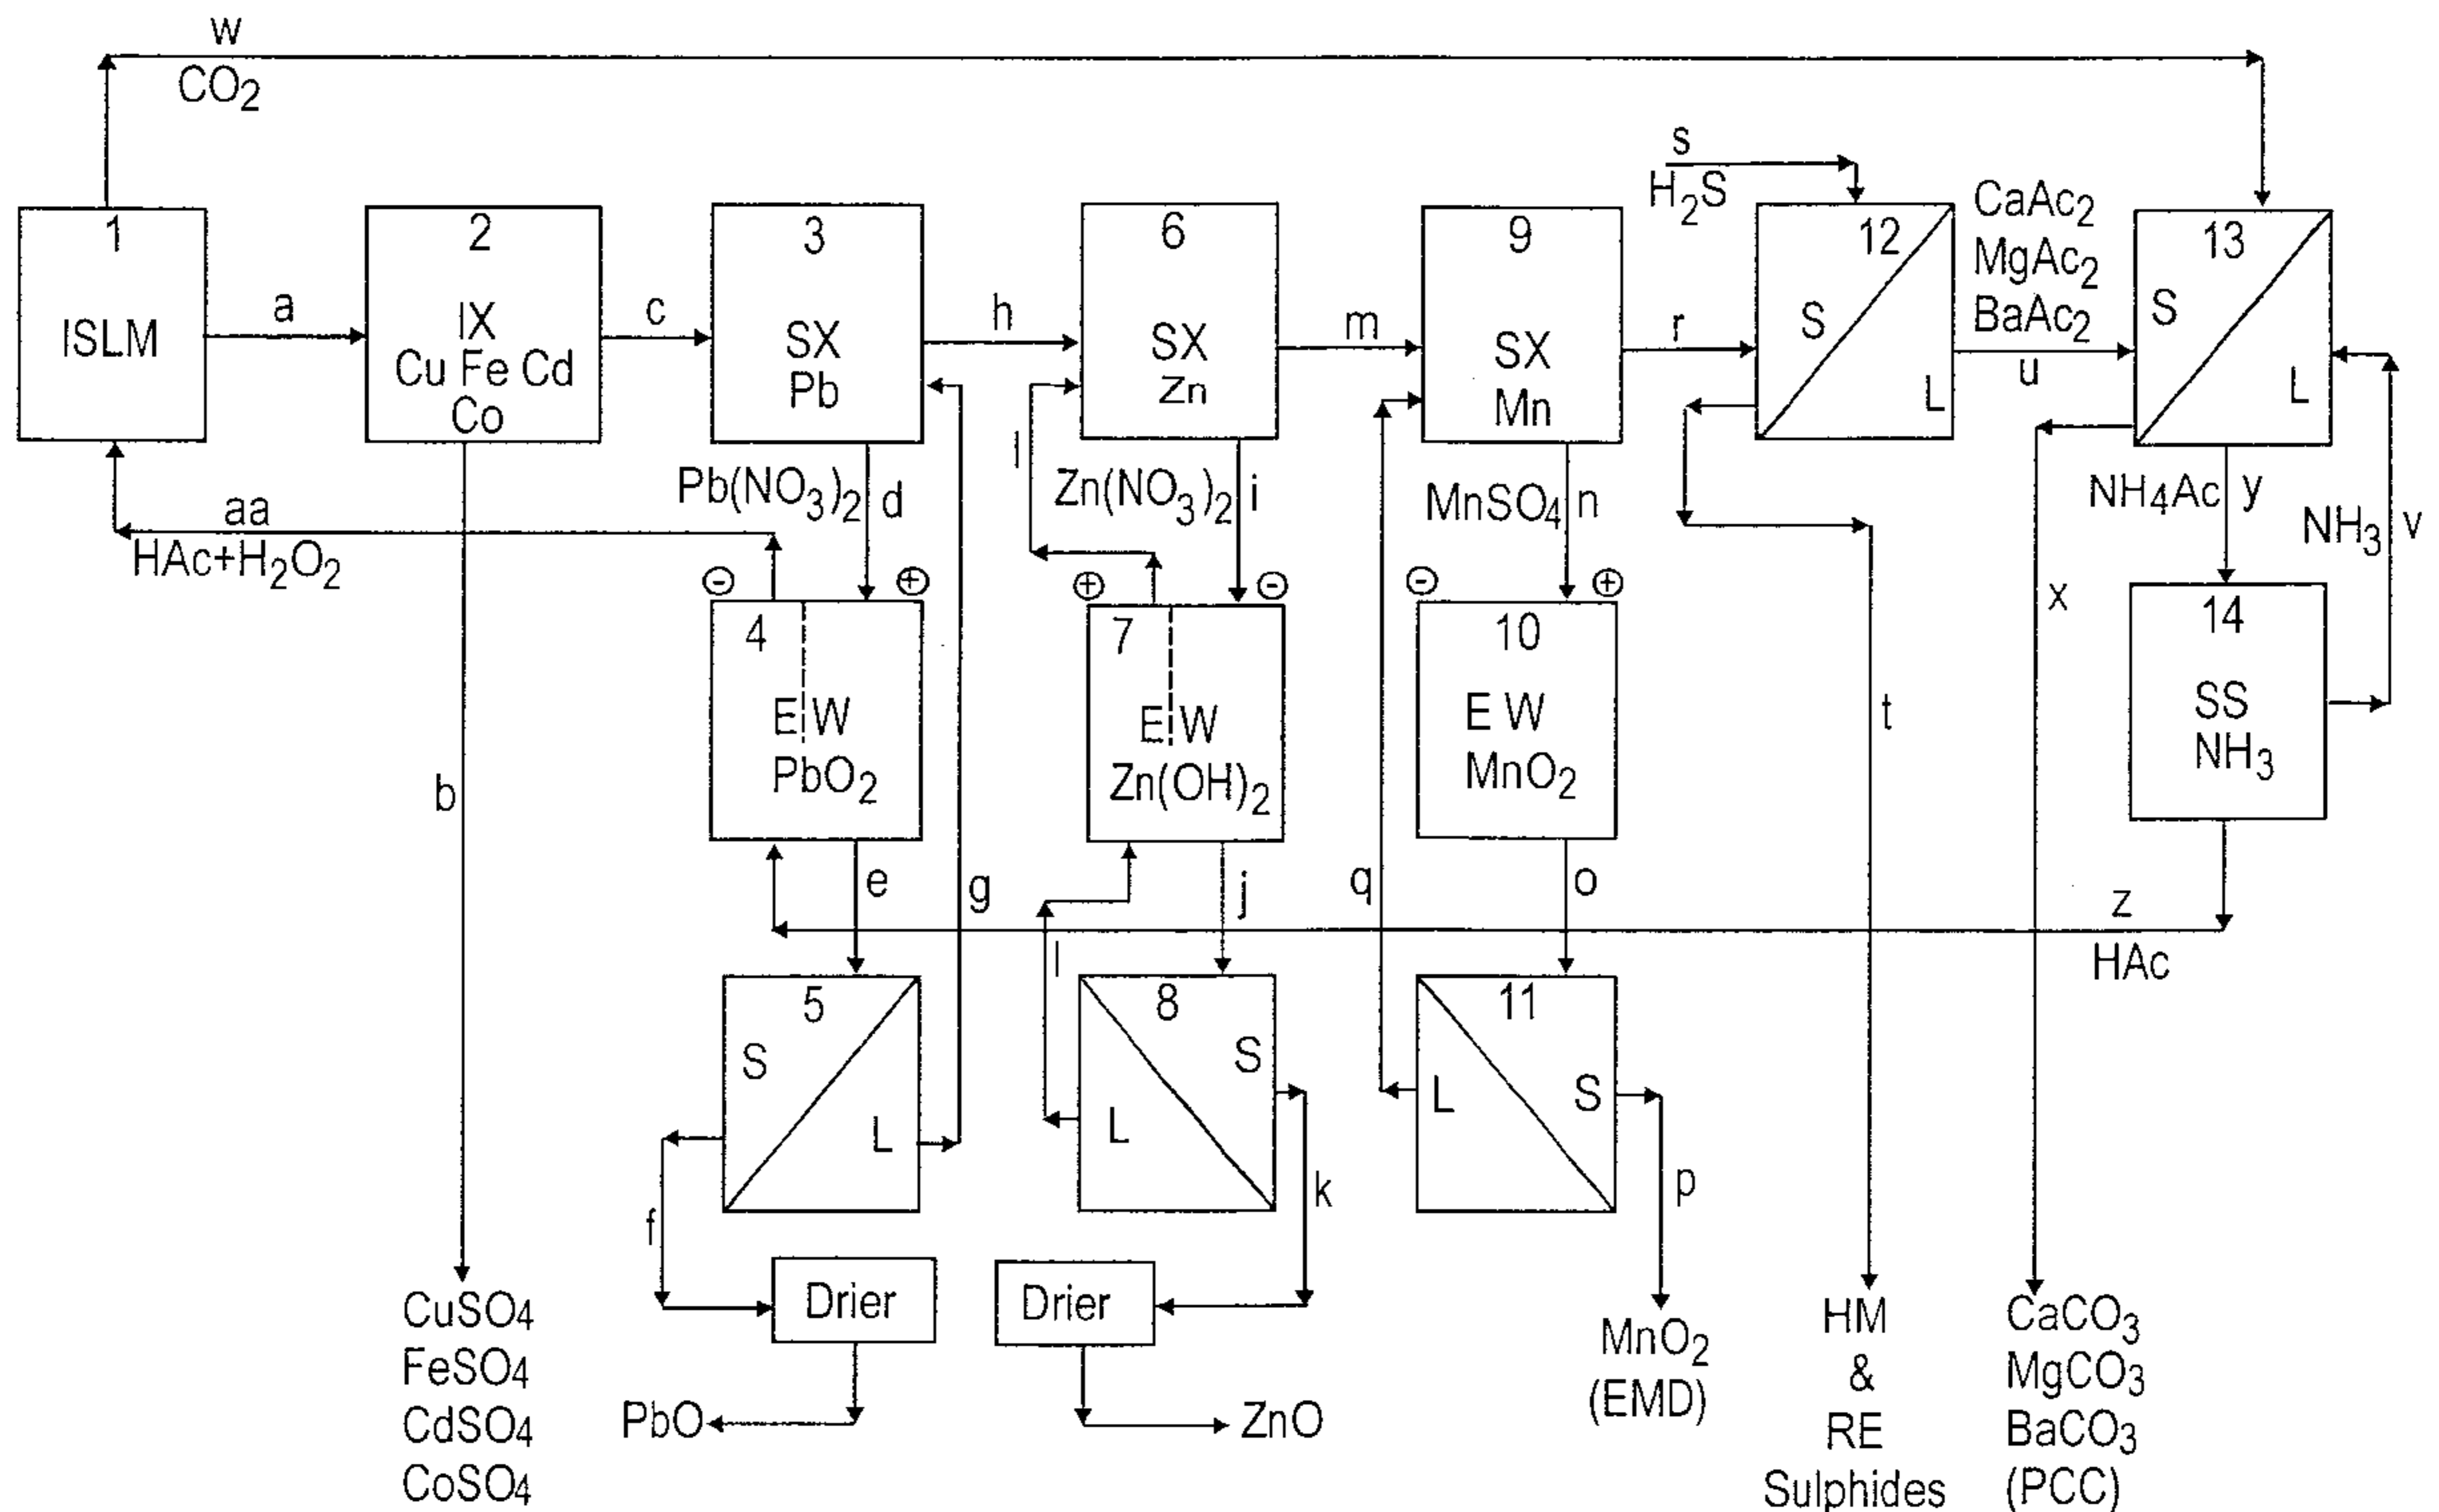 w
CO₂
s
H₂S
CaAc₂
MgAc₂
BaAc₂
u
1
ISLM
a
2
IX
Cu Fe Cd
Co
c
3
SX
Pb
h
6
SX
Zn
m
9
SX
Mn
r
12
S
L
13
S
L
aa
HAc+H₂O₂
Pb(NO₃)₂
d
l
Zn(NO₃)₂
i
MnSO₄
n
NH₄Ac
y
NH₃
v
⊖
⊕
4
E W
PbO₂
⊕
⊖
7
E W
Zn(OH)₂
⊖
⊕
10
E W
MnO₂
14
SS
NH₃
b
e
g
l
j
q
o
t
x
z
HAc
5
S
L
8
L
S
11
L
S
f
k
p
Drier
Drier
PbO
ZnO
CuSO₄
FeSO₄
CdSO₄
CoSO₄
MnO₂
(EMD)
HM
&
RE
Sulphides
CaCO₃
MgCO₃
BaCO₃
(PCC)